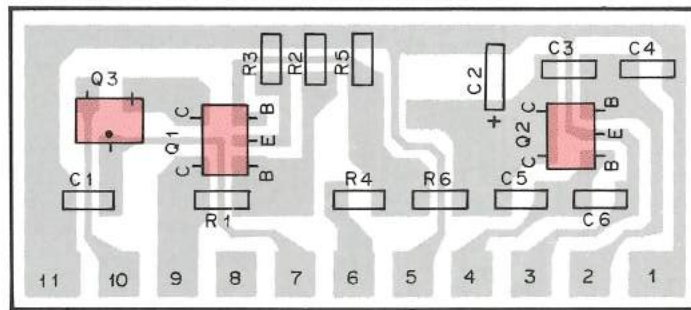 R3 R2 R5 C2 C3 C4
Q3
C B C B
Q1 E Q2 E
C B C B
+
C1 R1 R4 R6 C5 C6
11 10 9 8 7 6 5 4 3 2 1